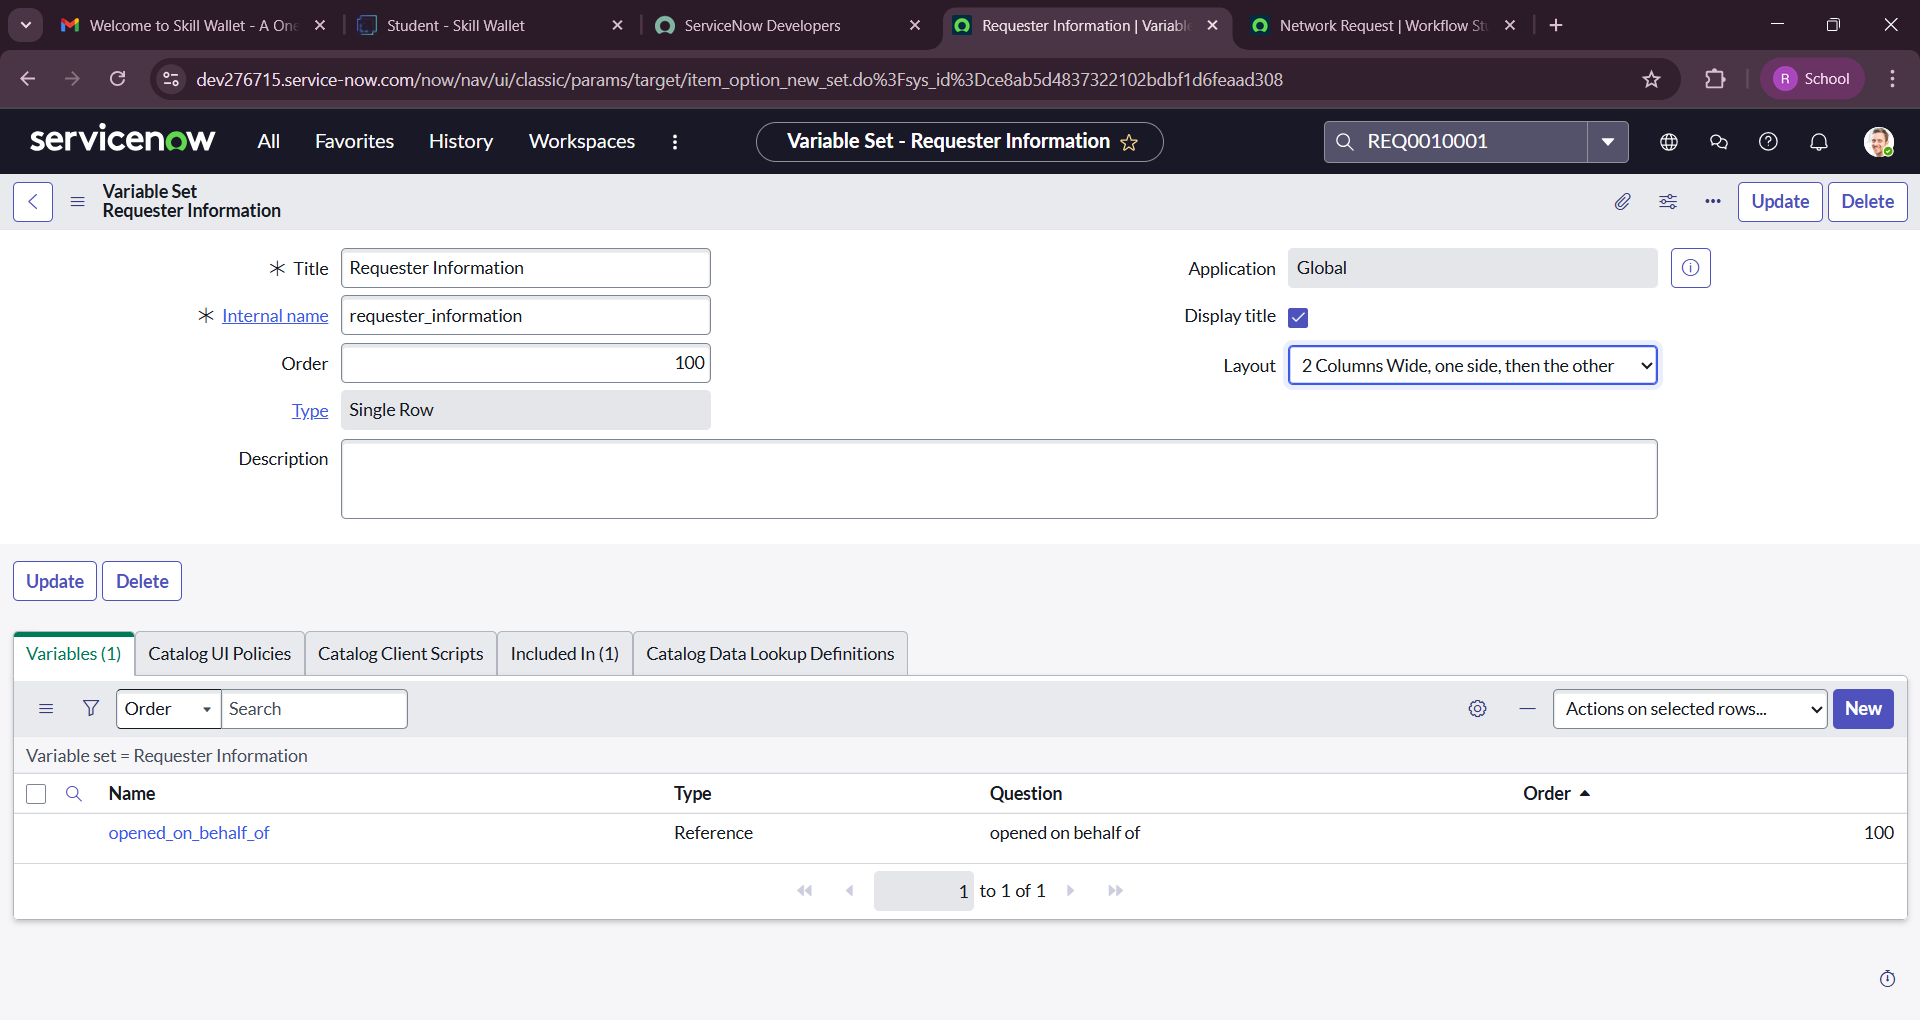 Welcome to Skill Wallet - A One
Student - Skill Wallet
ServiceNow Developers
Requester Information | Variable
Network Request | Workflow Stu
dev276715.service-now.com/now/nav/ui/classic/params/target/item_option_new_set.do%3Fsys_id%3Dce8ab5d4837322102bdbf1d6feaad308
R School
servicenow
All
Favorites
History
Workspaces
Variable Set - Requester Information
REQ0010001
Variable Set
Requester Information
Update
Delete
Title
Requester Information
Application
Global
Internal name
requester_information
Display title
Order
100
Layout
2 Columns Wide, one side, then the other
Type
Single Row
Description
Update
Delete
Variables (1)
Catalog UI Policies
Catalog Client Scripts
Included In (1)
Catalog Data Lookup Definitions
Order
Search
Actions on selected rows...
New
Variable set = Requester Information
Name
Type
Question
Order
opened_on_behalf_of
Reference
opened on behalf of
100
1 to 1 of 1